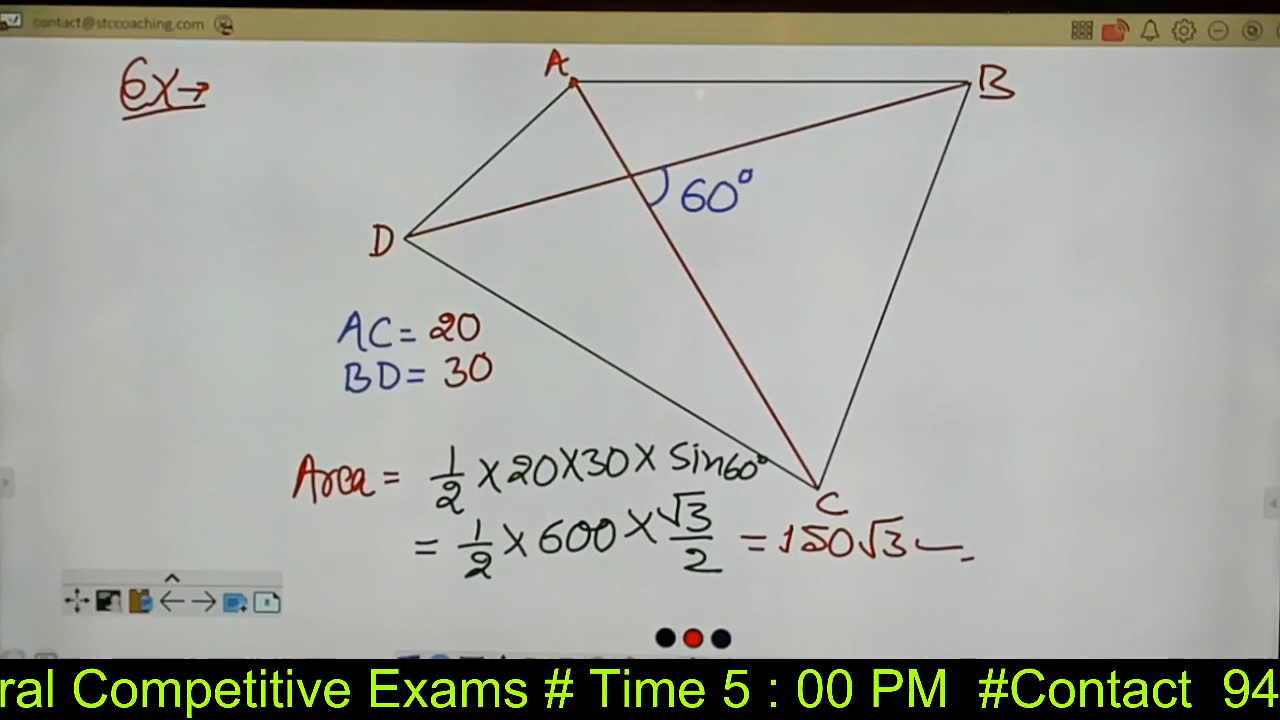 contact@stccoaching.com
Ex→
A
B
60°
D
AC = 20
BD = 30
Area = 1/2 × 20 × 30 × Sin60°
C
= 1/2 × 600 × √3/2 = 150√3
ral Competitive Exams # Time 5 : 00 PM #Contact 94